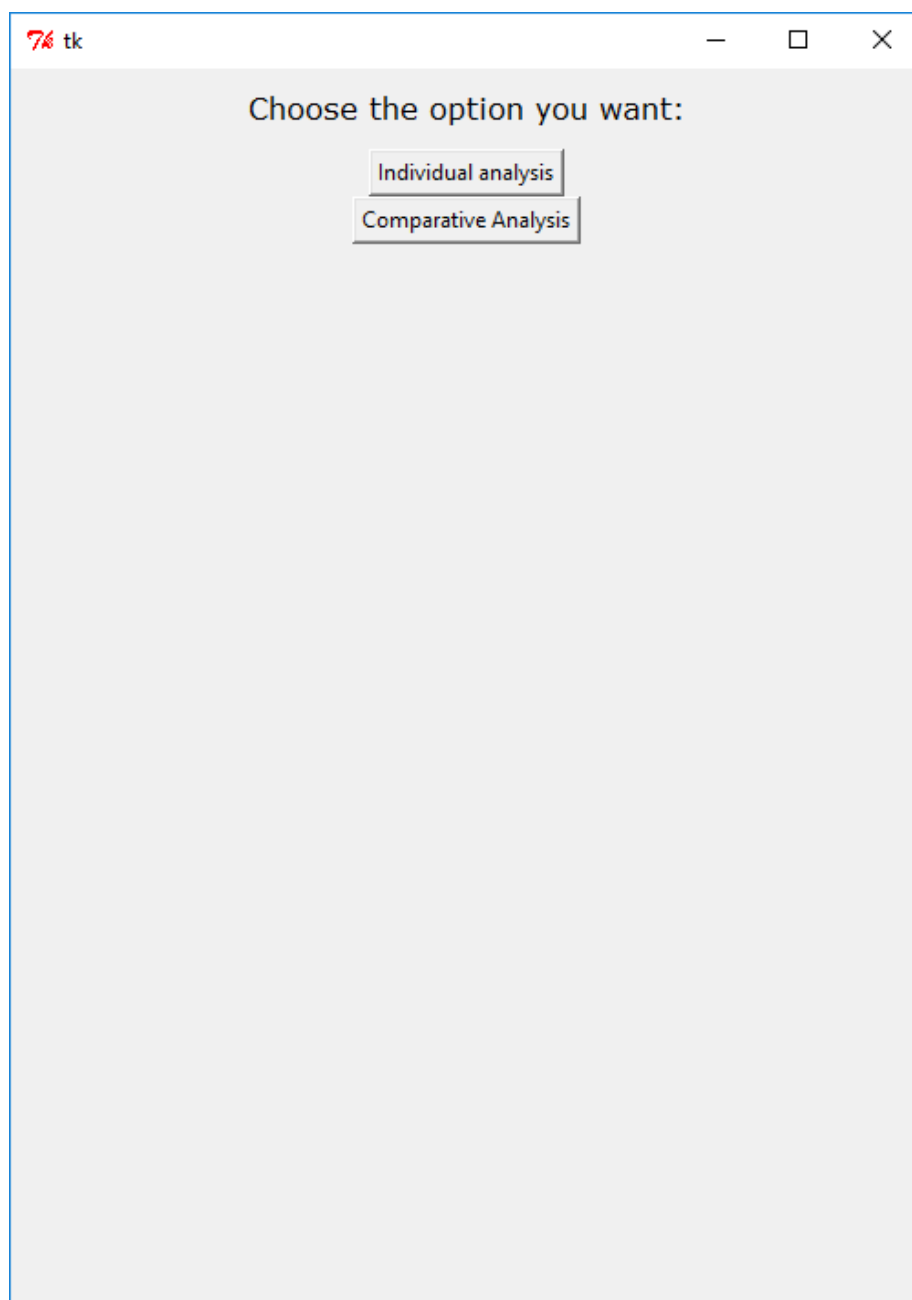 tk
Choose the option you want:
Individual analysis
Comparative Analysis